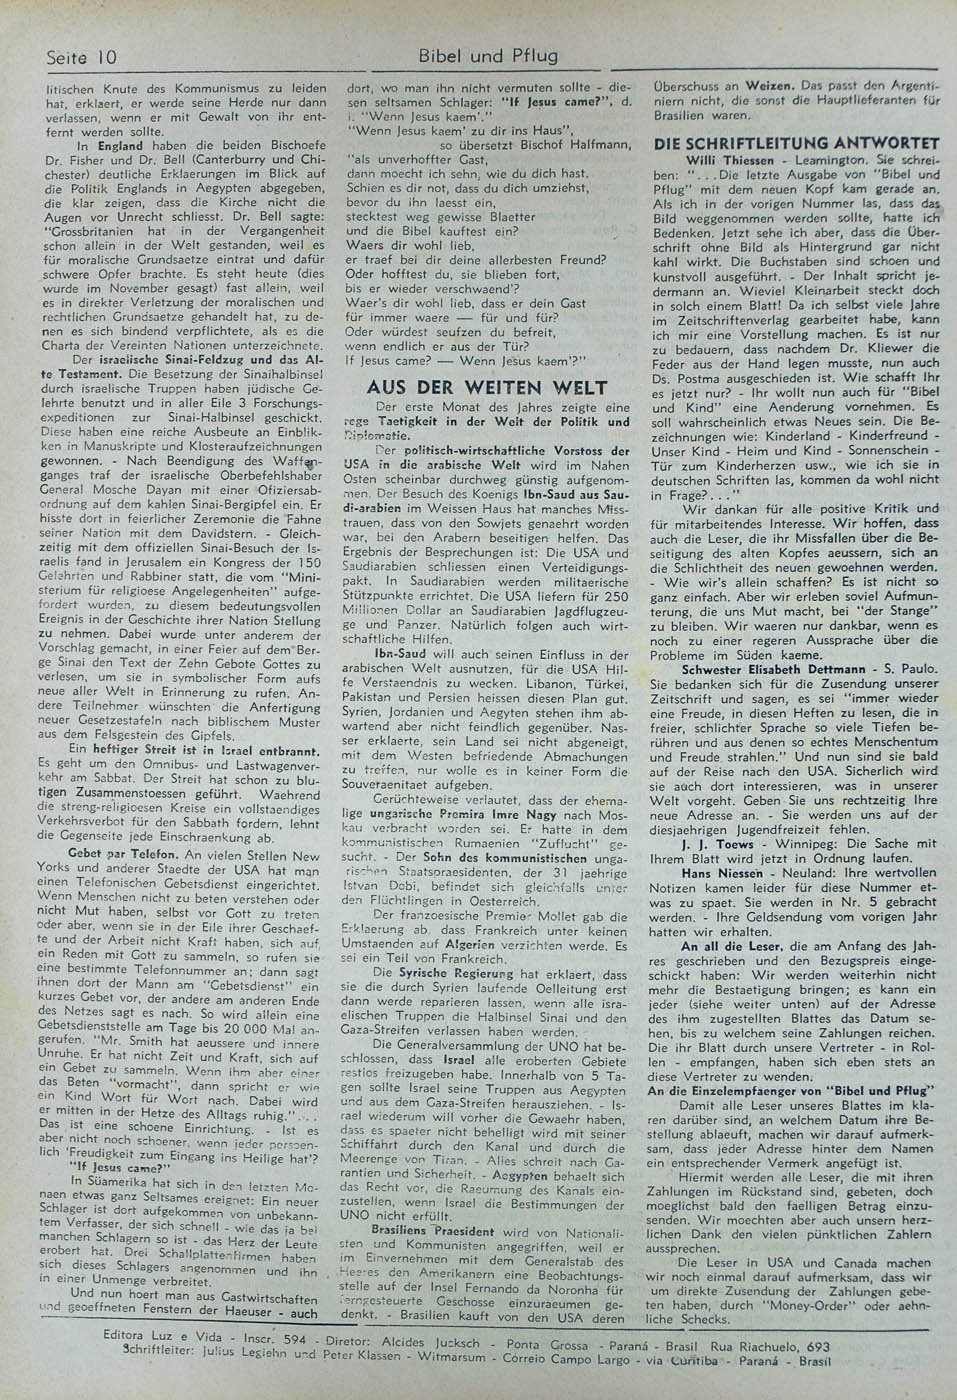 Seite 10
Bibel und Pflug
litischen Knute des Kommunismus zu leiden
hat, erklaert, er werde seine Herde nur dann
verlassen, wenn er mit Gewalt von ihr ent-
fernt werden sollte.
In England haben die beiden Bischoefe
Dr. Fisher und Dr. Bell (Canterburry und Chi-
chester) deutliche Erklaerungen im Blick auf
die Politik Englands in Aegypten abgegeben,
die klar zeigen, dass die Kirche nicht die
Augen vor Unrecht schliesst. Dr. Bell sagte:
"Grossbritanien hat in der Vergangenheit
schon allein in der Welt gestanden, weil es
für moralische Grundsaetze eintrat und dafür
schwere Opfer brachte. Es steht heute (dies
wurde im November gesagt) fast allein, weil
es in direkter Verletzung der moralischen und
rechtlichen Grundsaetze gehandelt hat, zu de-
nen es sich bindend verpflichtete, als es die
Charta der Vereinten Nationen unterzeichnete.
Der israelische Sinai-Feldzug und das Al-
te Testament. Die Besetzung der Sinaihalbinsel
durch israelische Truppen haben jüdische Ge-
lehrte benutzt und in aller Eile 3 Forschungs-
expeditionen zur Sinai-Halbinsel geschickt.
Diese haben eine reiche Ausbeute an Einblik-
ken in Manuskripte und Klosteraufzeichnungen
gewonnen. - Nach Beendigung des Waffen-
ganges traf der israelische Oberbefehlshaber
General Mosche Dayan mit einer Ofiziersab-
ordnung auf dem kahlen Sinai-Bergipfel ein. Er
hisste dort in feierlicher Zeremonie die Fahne
seiner Nation mit dem Davidstern. - Gleich-
zeitig mit dem offiziellen Sinai-Besuch der Is-
raelis fand in Jerusalem ein Kongress der 150
Gelehrten und Rabbiner statt, die vom "Mini-
sterium für religioese Angelegenheiten" aufge-
fordert wurden, zu diesem bedeutungsvollen
Ereignis in der Geschichte ihrer Nation Stellung
zu nehmen. Dabei wurde unter anderem der
Vorschlag gemacht, in einer Feier auf dem Ber-
ge Sinai den Text der Zehn Gebote Gottes zu
verlesen, um sie in symbolischer Form aufs
neue aller Welt in Erinnerung zu rufen. An-
dere Teilnehmer wünschten die Anfertigung
neuer Gesetzestafeln nach biblischem Muster
aus dem Felsgestein des Gipfels.
Ein heftiger Streit ist in Israel entbrannt.
Es geht um den Omnibus- und Lastwagenver-
kehr am Sabbat. Der Streit hat schon zu blu-
tigen Zusammenstoessen geführt. Waehrend
die streng-religioesen Kreise ein vollstaendiges
Verkehrsverbot für den Sabbath fordern, lehnt
die Gegenseite jede Einschraenkung ab.
Gebet par Telefon. An vielen Stellen New
Yorks und anderer Staedte der USA hat man
einen Telefonischen Gebetsdienst eingerichtet.
Wenn Menschen nicht zu beten verstehen oder
nicht Mut haben, selbst vor Gott zu treten
oder aber, wenn sie in der Eile ihrer Geschaef-
te und der Arbeit nicht Kraft haben, sich auf
ein Reden mit Gott zu sammeln, so rufen sie
eine bestimmte Telefonnummer an; dann sagt
ihnen dort der Mann am "Gebetsdienst" ein
kurzes Gebet vor, der andere am anderen Ende
des Netzes sagt es nach. So wird allein eine
Gebetsdienststelle am Tage bis 20 000 Mal an-
gerufen. "Mr. Smith hat aeussere und innere
Unruhe. Er hat nicht Zeit und Kraft, sich auf
ein Gebet zu sammeln. Wenn ihm aber einer
das Beten "vormacht", dann spricht er wie
ein Kind Wort für Wort nach. Dabei wird
er mitten in der Hetze des Alltags ruhig."...
Das ist eine schoene Einrichtung. - Ist es
aber nicht noch schoener, wenn jeder persoen-
lich 'Freudigkeit zum Eingang ins Heilige hat'?
"If Jesus came?"
In Süamerika hat sich in den letzten Mo-
naen etwas ganz Seltsames ereignet: Ein neuer
Schlager ist dort aufgekommen von unbekann-
tem Verfasser, der sich schnell - wie das ja bei
manchen Schlagern so ist - das Herz der Leute
erobert hat. Drei Schallplattenfirmen haben
sich dieses Schlagers angenommen und ihn
in einer Unmenge verbreitet.
Und nun hoert man aus Gastwirtschaften
und geoeffneten Fenstern der Haeuser - auch
dort, wo man ihn nicht vermuten sollte - die-
sen seltsamen Schlager: "If Jesus came?", d.
i. "Wenn Jesus kaem'."
"Wenn Jesus kaem' zu dir ins Haus",
so übersetzt Bischof Halfmann,
"als unverhoffter Gast,
dann moecht ich sehn, wie du dich hast.
Schien es dir not, dass du dich umziehst,
bevor du ihn laesst ein,
stecktest weg gewisse Blaetter
und die Bibel kauftest ein?
Waers dir wohl lieb,
er traef bei dir deine allerbesten Freund?
Oder hofftest du, sie blieben fort,
bis er wieder verschwaend'?
Waer's dir wohl lieb, dass er dein Gast
für immer waere — für und für?
Oder würdest seufzen du befreit,
wenn endlich er aus der Tür?
If Jesus came? — Wenn Jesus kaem'?"
AUS DER WEITEN WELT
Der erste Monat des Jahres zeigte eine
rege Taetigkeit in der Welt der Politik und
Diplomatie.
Der politisch-wirtschaftliche Vorstoss der
USA in die arabische Welt wird im Nahen
Osten scheinbar durchweg günstig aufgenom-
men. Der Besuch des Koenigs Ibn-Saud aus Sau-
di-arabien im Weissen Haus hat manches Miss-
trauen, dass von den Sowjets genaehrt worden
war, bei den Arabern beseitigen helfen. Das
Ergebnis der Besprechungen ist: Die USA und
Saudiarabien schliessen einen Verteidigungs-
pakt. In Saudiarabien werden militaerische
Stützpunkte errichtet. Die USA liefern für 250
Millionen Dollar an Saudiarabien Jagdflugzeu-
ge und Panzer. Natürlich folgen auch wirt-
schaftliche Hilfen.
Ibn-Saud will auch seinen Einfluss in der
arabischen Welt ausnutzen, für die USA Hil-
fe Verstaendnis zu wecken. Libanon, Türkei,
Pakistan und Persien heissen diesen Plan gut.
Syrien, Jordanien und Aegyten stehen ihm ab-
wartend aber nicht feindlich gegenüber. Nas-
ser erklaerte, sein Land sei nicht abgeneigt,
mit dem Westen befriedende Abmachungen
zu treffen, nur wolle es in keiner Form die
Souveraenitaet aufgeben.
Gerüchteweise verlautet, dass der ehema-
lige ungarische Premira Imre Nagy nach Mos-
kau verbracht worden sei. Er hatte in dem
kommunistischen Rumaenien "Zuflucht" ge-
sucht. - Der Sohn des kommunistischen unga-
rischen Staatspraesidenten, der 31 jaehrige
Istvan Dobi, befindet sich gleichfalls unter
den Flüchtlingen in Oesterreich.
Der franzoesische Premier Mollet gab die
Erklaerung ab, dass Frankreich unter keinen
Umstaenden auf Algerien verzichten werde. Es
sei ein Teil von Frankreich.
Die Syrische Regierung hat erklaert, dass
sie die durch Syrien laufende Oelleitung erst
dann werde reparieren lassen, wenn alle isra-
elischen Truppen die Halbinsel Sinai und den
Gaza-Streifen verlassen haben werden.
Die Generalversammlung der UNO hat be-
schlossen, dass Israel alle eroberten Gebiete
restlos freizugeben habe. Innerhalb von 5 Ta-
gen sollte Israel seine Truppen aus Aegypten
und aus dem Gaza-Streifen herausziehen. - Is-
rael wiederum will vorher die Gewaehr haben,
dass es spaeter nicht behelligt wird mit seiner
Schiffahrt durch den Kanal und durch die
Meerenge von Tiran. - Alles schreit nach Ga-
rantien und Sicherheit. - Aegypten behaelt sich
das Recht vor, die Raeumung des Kanals ein-
zustellen, wenn Israel die Bestimmungen der
UNO nicht erfüllt.
Brasiliens Praesident wird von Nationali-
sten und Kommunisten angegriffen, weil er
im Einvernehmen mit dem Generalstab des
Heeres den Amerikanern eine Beobachtungs-
stelle auf der Insel Fernando da Noronha für
ferngesteuerte Geschosse einzuraeumen ge-
denkt. - Brasilien kauft von den USA deren
Überschuss an Weizen. Das passt den Argenti-
niern nicht, die sonst die Hauptlieferanten für
Brasilien waren.
DIE SCHRIFTLEITUNG ANTWORTET
Willi Thiessen - Leamington. Sie schrei-
ben: "...Die letzte Ausgabe von "Bibel und
Pflug" mit dem neuen Kopf kam gerade an.
Als ich in der vorigen Nummer las, dass das
Bild weggenommen werden sollte, hatte ich
Bedenken. Jetzt sehe ich aber, dass die Über-
schrift ohne Bild als Hintergrund gar nicht
kahl wirkt. Die Buchstaben sind schoen und
kunstvoll ausgeführt. - Der Inhalt spricht je-
dermann an. Wieviel Kleinarbeit steckt doch
in solch einem Blatt! Da ich selbst viele Jahre
im Zeitschriftenverlag gearbeitet habe, kann
ich mir eine Vorstellung machen. Es ist nur
zu bedauern, dass nachdem Dr. Kliewer die
Feder aus der Hand legen musste, nun auch
Ds. Postma ausgeschieden ist. Wie schafft Ihr
es jetzt nur? - Ihr wollt nun auch für "Bibel
und Kind" eine Aenderung vornehmen. Es
soll wahrscheinlich etwas Neues sein. Die Be-
zeichnungen wie: Kinderland - Kinderfreund -
Unser Kind - Heim und Kind - Sonnenschein -
Tür zum Kinderherzen usw., wie ich sie in
deutschen Schriften las, kommen da wohl nicht
in Frage?..."
Wir dankan für alle positive Kritik und
für mitarbeitendes Interesse. Wir hoffen, dass
auch die Leser, die ihr Missfallen über die Be-
seitigung des alten Kopfes aeussern, sich an
die Schlichtheit des neuen gewoehnen werden.
- Wie wir's allein schaffen? Es ist nicht so
ganz einfach. Aber wir erleben soviel Aufmun-
terung, die uns Mut macht, bei "der Stange"
zu bleiben. Wir waeren nur dankbar, wenn es
noch zu einer regeren Aussprache über die
Probleme im Süden kaeme.
Schwester Elisabeth Dettmann - S. Paulo.
Sie bedanken sich für die Zusendung unserer
Zeitschrift und sagen, es sei "immer wieder
eine Freude, in diesen Heften zu lesen, die in
freier, schlichter Sprache so viele Tiefen be-
rühren und aus denen so echtes Menschentum
und Freude strahlen." Und nun sind sie bald
auf der Reise nach den USA. Sicherlich wird
sie auch dort interessieren, was in unserer
Welt vorgeht. Geben Sie uns rechtzeitig Ihre
neue Adresse an. - Sie werden uns auf der
diesjaehrigen Jugendfreizeit fehlen.
J. J. Toews - Winnipeg: Die Sache mit
Ihrem Blatt wird jetzt in Ordnung laufen.
Hans Niessen - Neuland: Ihre wertvollen
Notizen kamen leider für diese Nummer et-
was zu spaet. Sie werden in Nr. 5 gebracht
werden. - Ihre Geldsendung vom vorigen Jahr
hatten wir erhalten.
An all die Leser, die am Anfang des Jah-
res geschrieben und den Bezugspreis einge-
schickt haben: Wir werden weiterhin nicht
mehr die Bestaetigung bringen; es kann ein
jeder (siehe weiter unten) auf der Adresse
des ihm zugestellten Blattes das Datum se-
hen, bis zu welchem seine Zahlungen reichen.
Die ihr Blatt durch unsere Vertreter - in Rol-
len - empfangen, haben sich eben stets an
diese Vertreter zu wenden.
An die Einzelempfaenger von "Bibel und Pflug"
Damit alle Leser unseres Blattes im kla-
ren darüber sind, an welchem Datum ihre Be-
stellung ablaeuft, machen wir darauf aufmerk-
sam, dass jeder Adresse hinter dem Namen
ein entsprechender Vermerk angefügt ist.
Hiermit werden alle Leser, die mit ihren
Zahlungen im Rückstand sind, gebeten, doch
moeglichst bald den faelligen Betrag einzu-
senden. Wir moechten aber auch unsern herz-
lichen Dank den vielen pünktlichen Zahlern
aussprechen.
Die Leser in USA und Canada machen
wir noch einmal darauf aufmerksam, dass wir
um direkte Zusendung der Zahlungen gebe-
ten haben, durch "Money-Order" oder aehn-
liche Schecks.
Editora Luz e Vida - Inscr. 594 - Diretor: Alcides Jucksch - Ponta Grossa - Paraná - Brasil Rua Riachuelo, 693
Schriftleiter: Julius Legiehn und Peter Klassen - Witmarsum - Córreio Campo Largo - via Curitiba - Paraná - Brasil